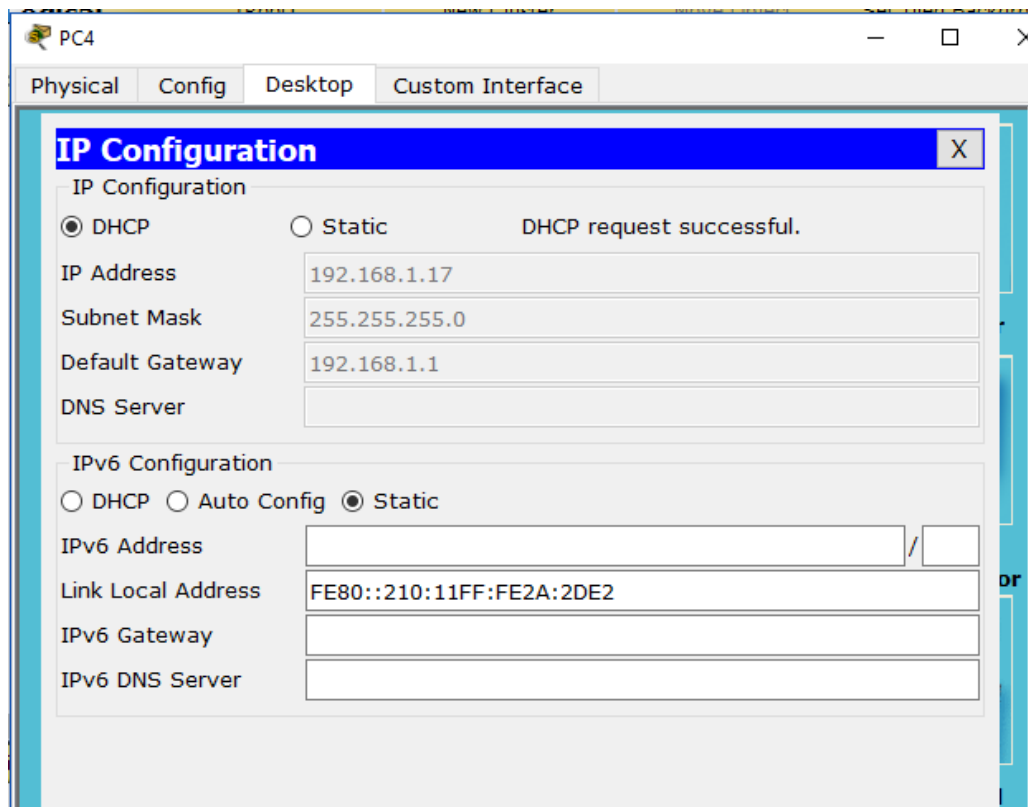 PC4
Physical Config Desktop Custom Interface
IP Configuration X
IP Configuration
DHCP Static DHCP request successful.
IP Address 192.168.1.17
Subnet Mask 255.255.255.0
Default Gateway 192.168.1.1
DNS Server
IPv6 Configuration
DHCP Auto Config Static
IPv6 Address /
Link Local Address FE80::210:11FF:FE2A:2DE2
IPv6 Gateway
IPv6 DNS Server
or